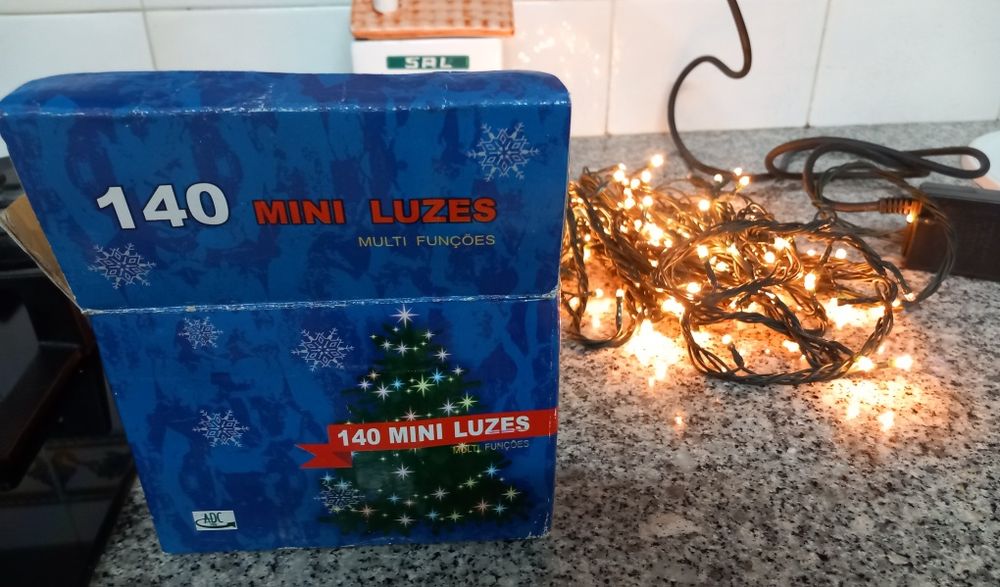 SAL
140 MINI LUZES
MULTI FUNÇÕES
140 MINI LUZES
MULTI FUNÇÕES
ADC